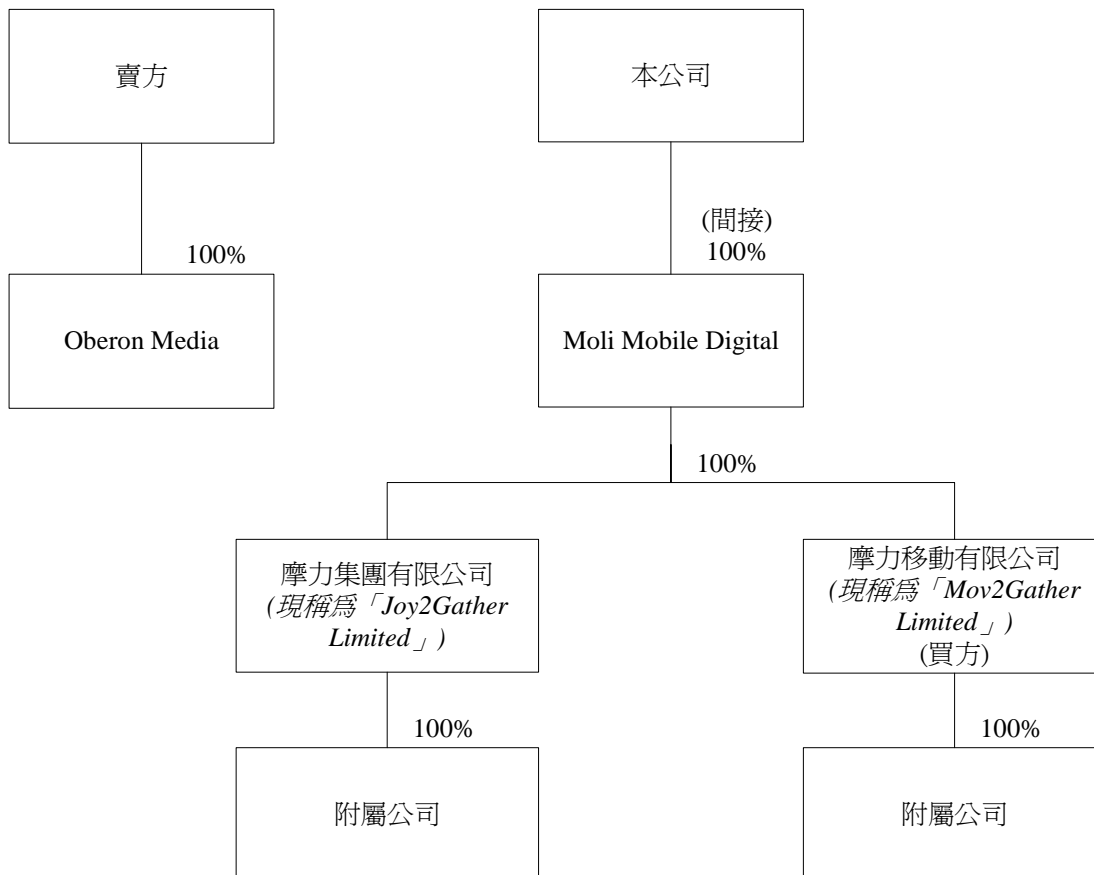 賣方
本公司
(間接)
100%
100%
Oberon Media
Moli Mobile Digital
100%
摩力集團有限公司
(現稱爲「Joy2Gather
Limited」)
摩力移動有限公司
(現稱爲「Mov2Gather
Limited」)
(買方)
100%
100%
附屬公司
附屬公司